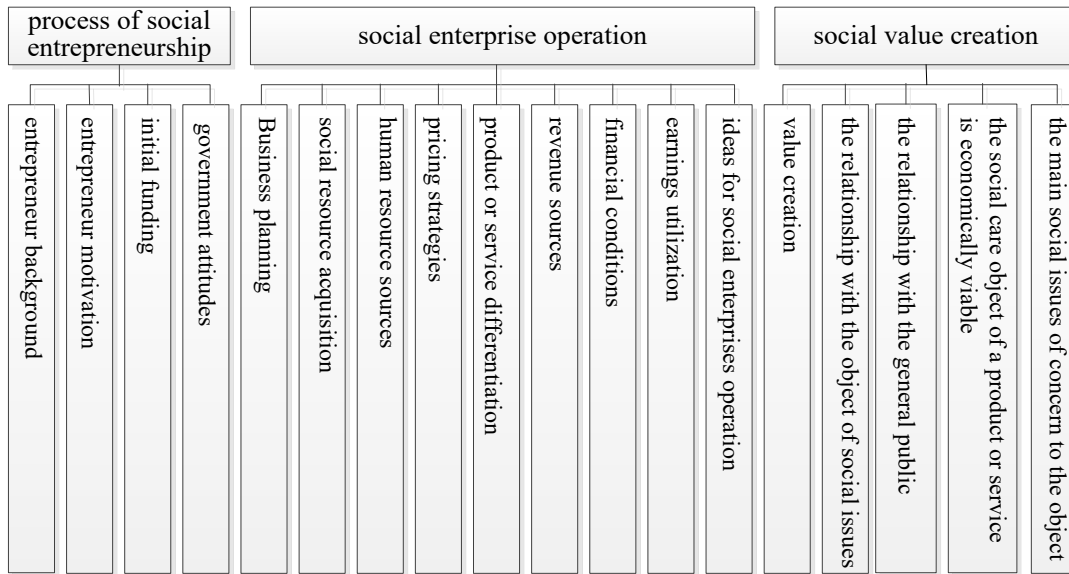 process of social
entrepreneurship
social enterprise operation
social value creation
entrepreneur background
entrepreneur motivation
initial funding
government attitudes
Business planning
social resource acquisition
human resource sources
pricing strategies
product or service differentiation
revenue sources
financial conditions
earnings utilization
ideas for social enterprises operation
value creation
the relationship with the object of social issues
the relationship with the general public
the social care object of a product or service
is economically viable
the main social issues of concern to the object